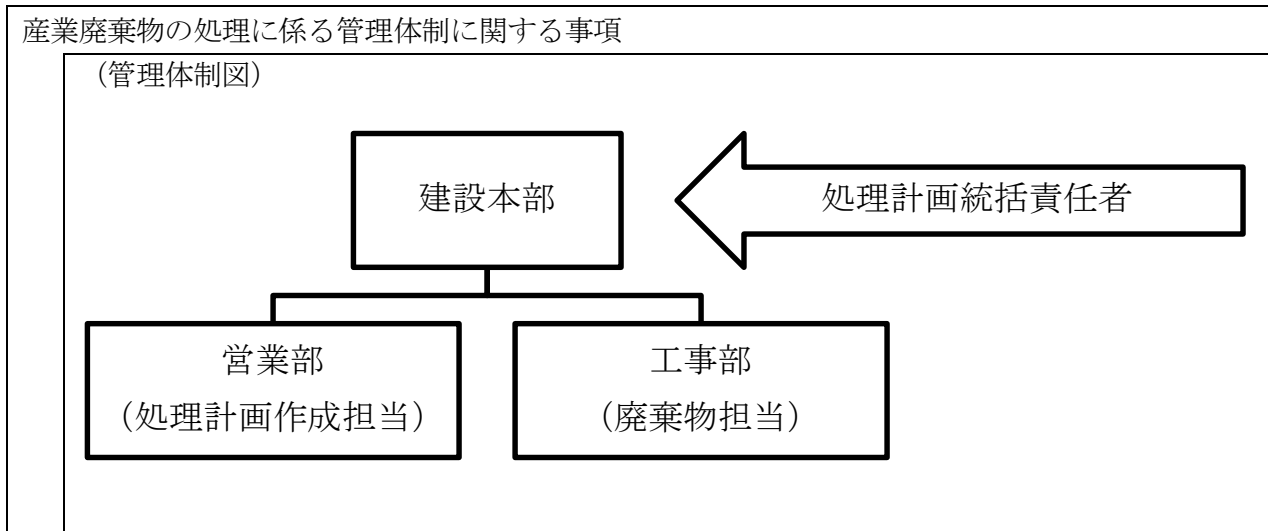 産業廃棄物の処理に係る管理体制に関する事項
（管理体制図）
建設本部
処理計画統括責任者
営業部
（処理計画作成担当）
工事部
（廃棄物担当）